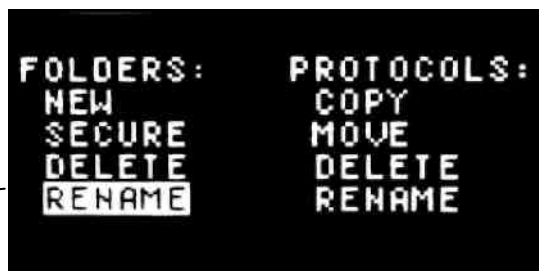 FOLDERS: PROTOCOLS:
NEW COPY
SECURE MOVE
DELETE DELETE
RENAME RENAME